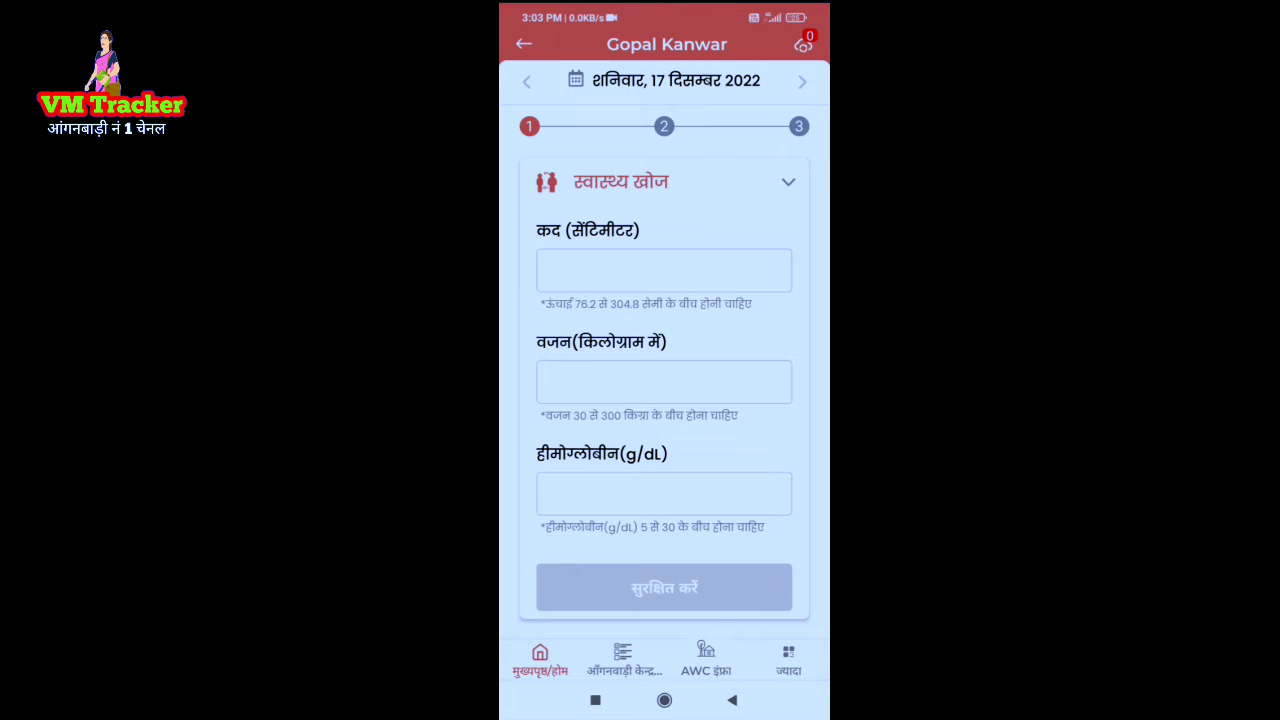 VM Tracker
आंगनबाड़ी नं 1 चेनल
3:03 PM | 0.0KB/s
25
Gopal Kanwar
0
शनिवार, 17 दिसम्बर 2022
1
2
3
स्वास्थ्य खोज
कद (सेंटिमीटर)
*ऊंचाई 76.2 से 304.8 सेमी के बीच होनी चाहिए
वजन(किलोग्राम में)
*वजन 30 से 300 किग्रा के बीच होना चाहिए
हीमोग्लोबीन(g/dL)
*हीमोग्लोबीन(g/dL) 5 से 30 के बीच होना चाहिए
सुरक्षित करें
मुख्यपृष्ठ/होम
आँगनवाड़ी केन्द्र...
AWC इंफ्रा
ज्यादा